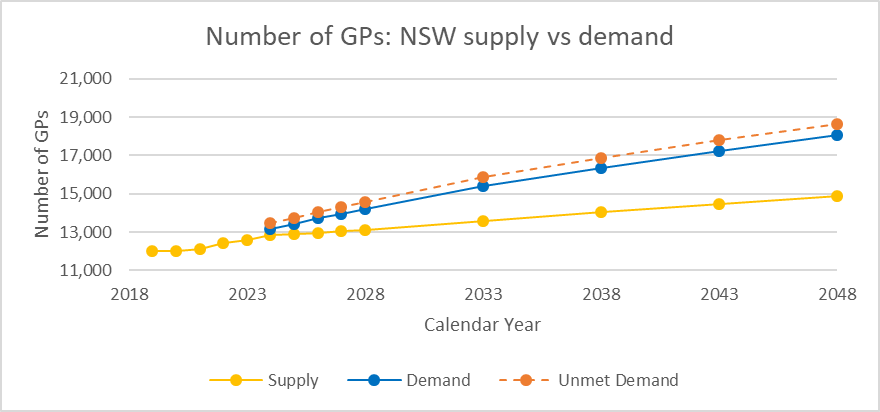 Number of GPs: NSW supply vs demand
21,000
19,000
17,000
15,000
13,000
11,000
Number of GPs
2018 2023 2028 2033 2038 2043 2048
Calendar Year
Supply Demand Unmet Demand